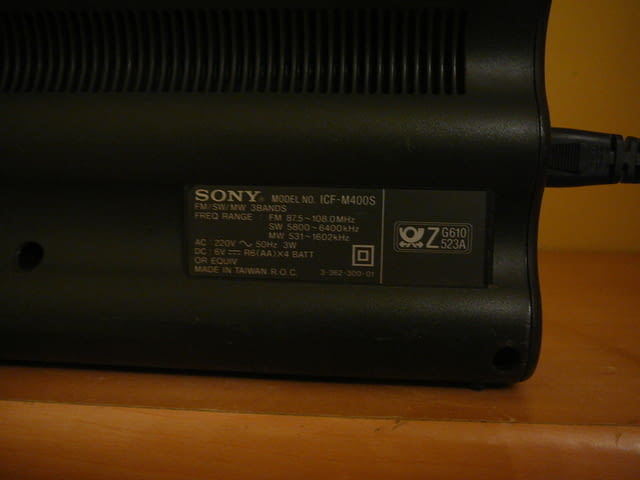 SONY® MODEL NO. ICF-M400S
FM/SW/MW 3BANDS
FREQ RANGE : FM 87.5~108.0MHz
SW 5800~6400kHz
MW 531~1602kHz
AC : 220V ~ 50Hz 3W
DC : 6V ⎓ R6(AA)×4 BATT
OR EQUIV
MADE IN TAIWAN R.O.C. 3-362-300-01
Z G610
523A